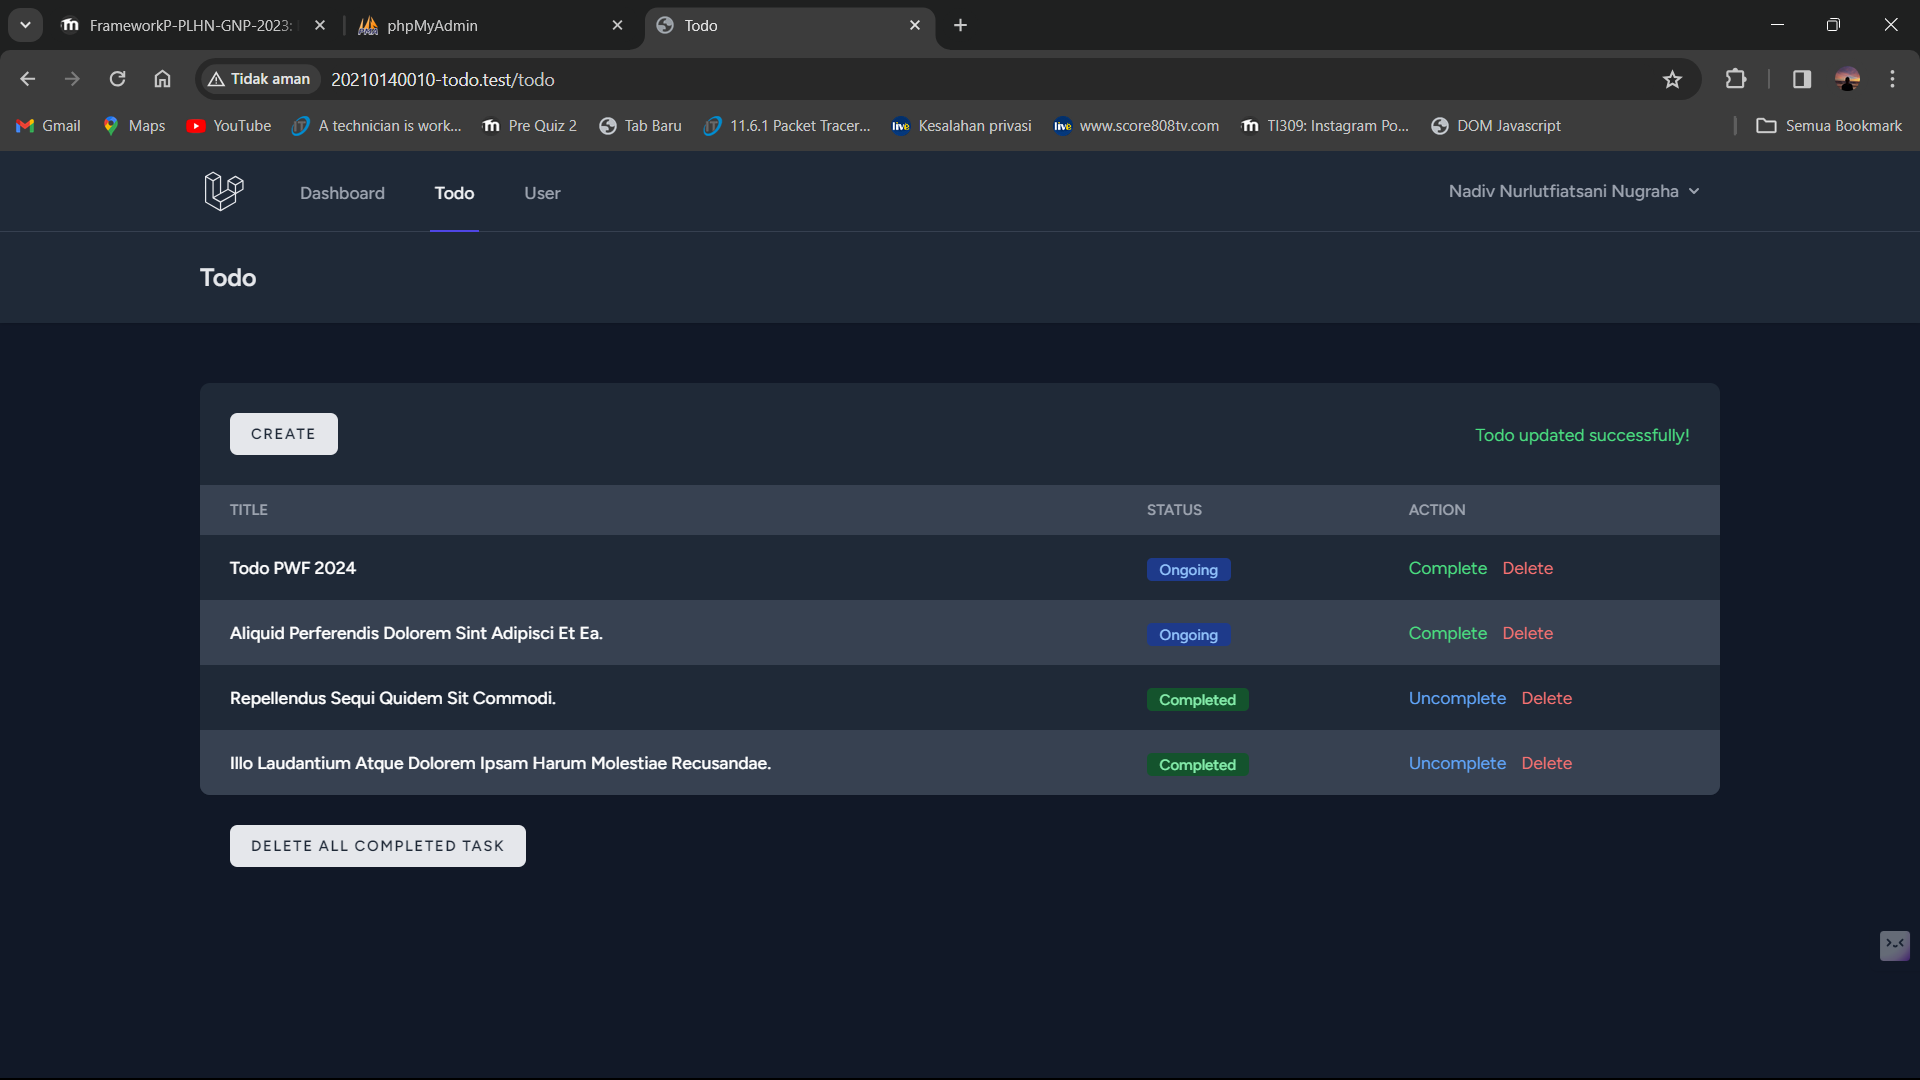 FrameworkP-PLHN-GNP-2023:
phpMyAdmin
Todo
Tidak aman
20210140010-todo.test/todo
Gmail
Maps
YouTube
A technician is work...
Pre Quiz 2
Tab Baru
11.6.1 Packet Tracer...
Kesalahan privasi
www.score808tv.com
TI309: Instagram Po...
DOM Javascript
Semua Bookmark
Dashboard
Todo
User
Nadiv Nurlutfiatsani Nugraha
Todo
CREATE
Todo updated successfully!
TITLE STATUS ACTION
Todo PWF 2024 Ongoing Complete Delete
Aliquid Perferendis Dolorem Sint Adipisci Et Ea. Ongoing Complete Delete
Repellendus Sequi Quidem Sit Commodi. Completed Uncomplete Delete
Illo Laudantium Atque Dolorem Ipsam Harum Molestiae Recusandae. Completed Uncomplete Delete
DELETE ALL COMPLETED TASK